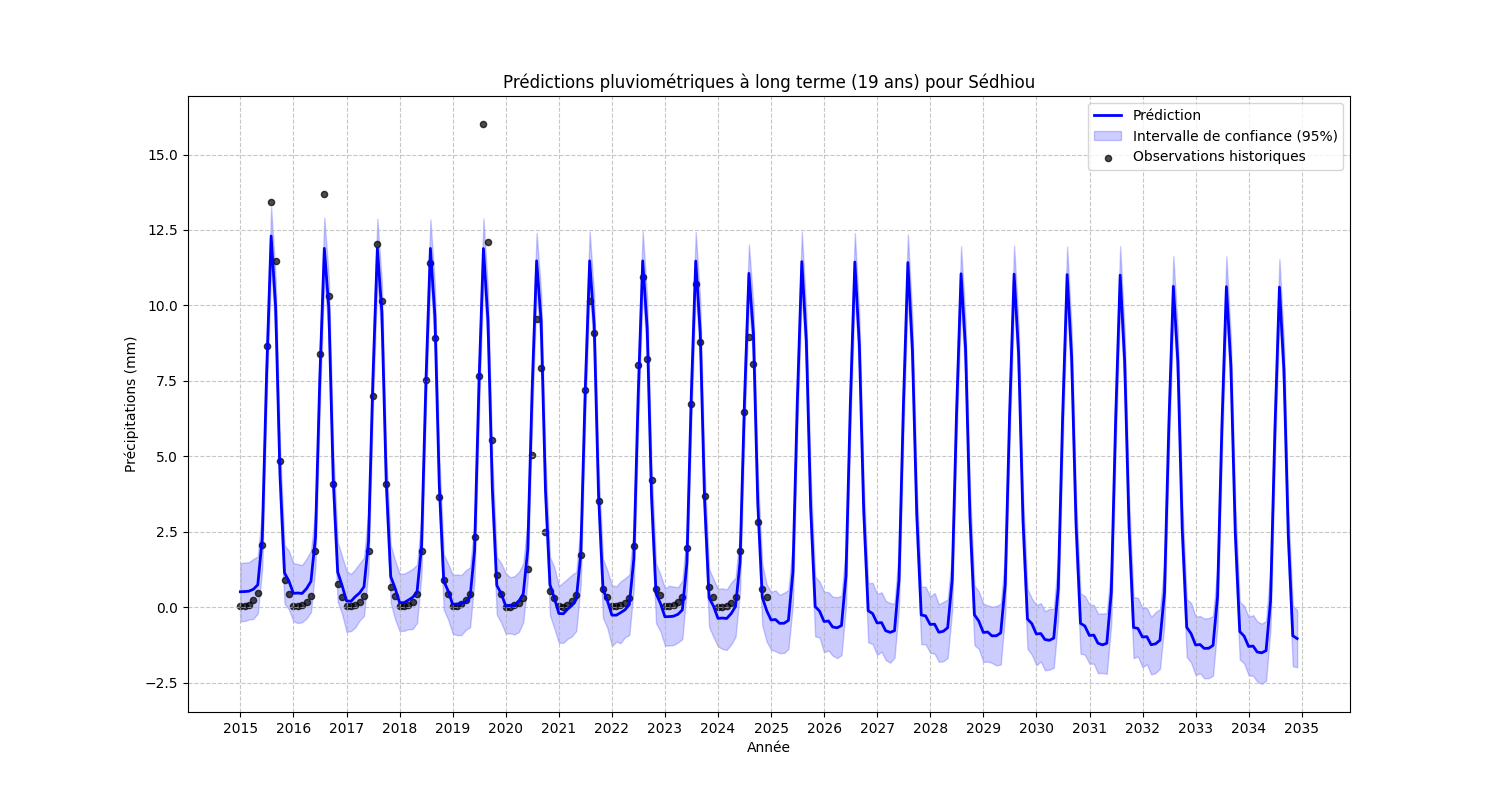 Prédictions pluviométriques à long terme (19 ans) pour Sédhiou
Prédiction
Intervalle de confiance (95%)
Observations historiques
Précipitations (mm)
15.0
12.5
10.0
7.5
5.0
2.5
0.0
−2.5
2015 2016 2017 2018 2019 2020 2021 2022 2023 2024 2025 2026 2027 2028 2029 2030 2031 2032 2033 2034 2035
Année